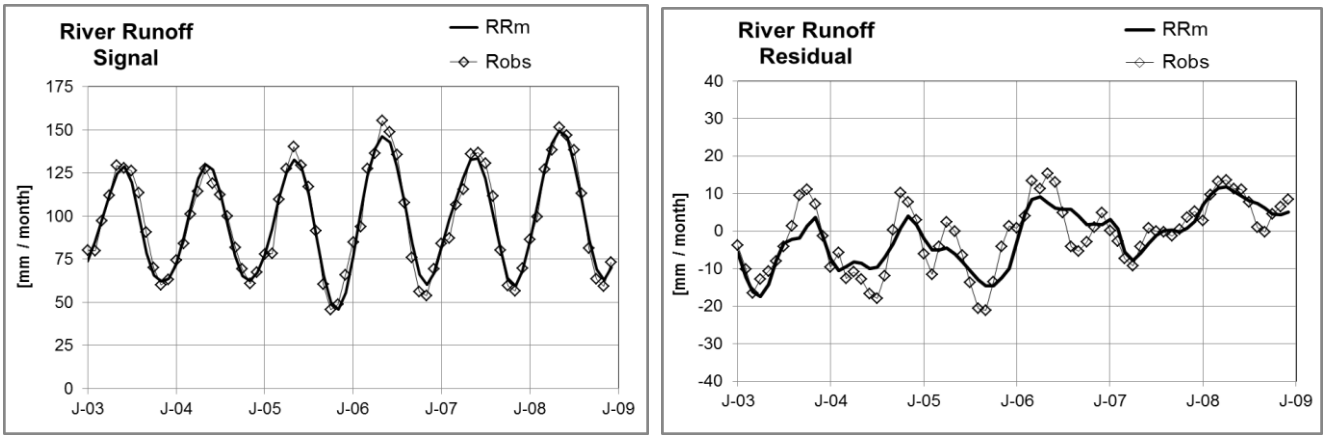 River Runoff
Signal
RRm
Robs
[mm / month]
175
150
125
100
75
50
25
0
J-03
J-04
J-05
J-06
J-07
J-08
J-09
River Runoff
Residual
RRm
Robs
[mm / month]
40
30
20
10
0
-10
-20
-30
-40
J-03
J-04
J-05
J-06
J-07
J-08
J-09